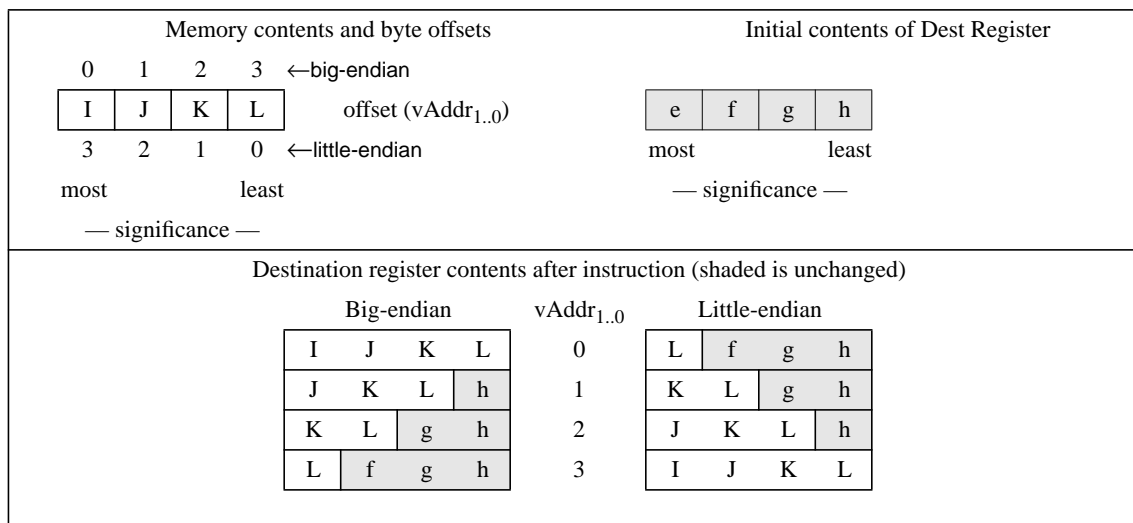 Memory contents and byte offsets Initial contents of Dest Register
0 1 2 3 ←big-endian
I J K L offset (vAddr1..0) e f g h
3 2 1 0 ←little-endian most least
most least — significance —
— significance —
Destination register contents after instruction (shaded is unchanged)
Big-endian vAddr1..0 Little-endian
I J K L 0 L f g h
J K L h 1 K L g h
K L g h 2 J K L h
L f g h 3 I J K L